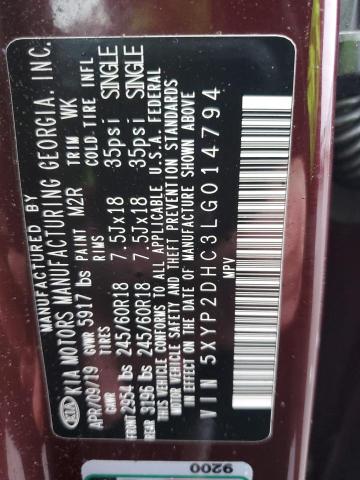 MANUFACTURED BY
KIA KIA MOTORS MANUFACTURING GEORGIA, INC.
APR/09/19 PAINT M2R TRIM WK
GVWR 5917 lbs
GAWR TIRES RIMS COLD TIRE INFL
FRONT 2954 lbs 245/60R18 7.5Jx18 35psi SINGLE
REAR 3196 lbs 245/60R18 7.5Jx18 35psi SINGLE
THIS VEHICLE CONFORMS TO ALL APPLICABLE U.S.A. FEDERAL
MOTOR VEHICLE SAFETY AND THEFT PREVENTION STANDARDS
IN EFFECT ON THE DATE OF MANUFACTURE SHOWN ABOVE
VIN 5XYP2DHC3LG014794
MPV
9200